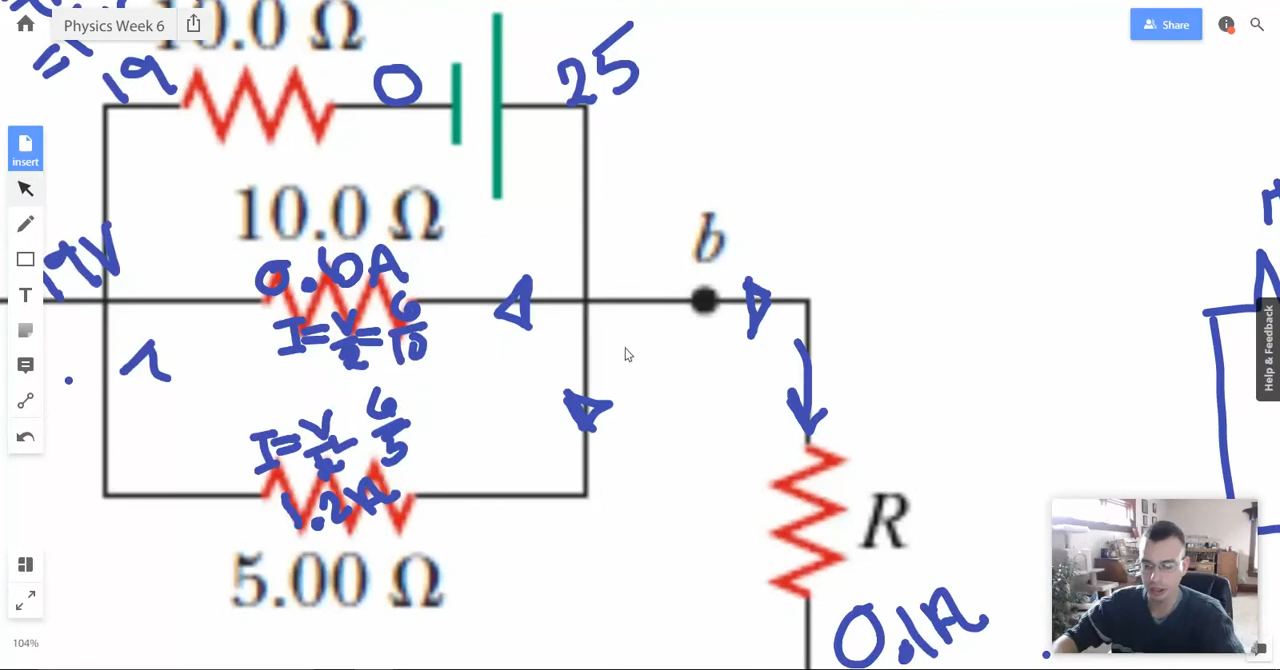 Physics Week 6
Share
10.0 Ω
19
0
25
insert
10.0 Ω
b
19V
0.60A
I=V/R=6/10
T
I=V/R 6/5
1.2A
R
5.00 Ω
0.1A
104%
Help & Feedback